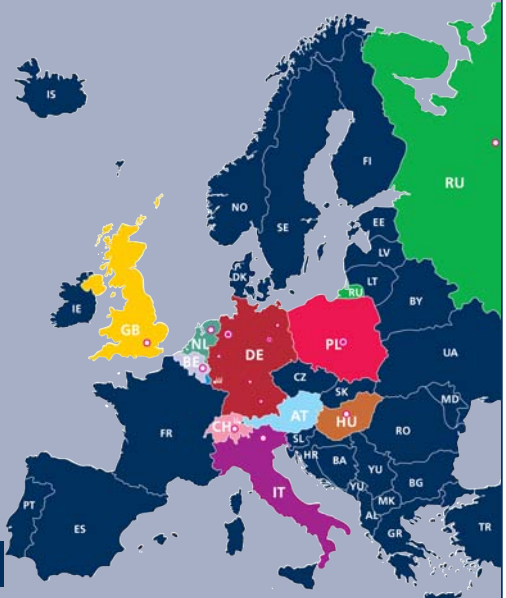 IS
FI
RU
NO
SE
EE
LV
DK
LT
RU
IE
BY
GB
NL
DE
PL
BE
UA
CZ
SK
MD
AT
HU
FR
CH
RO
SL
HR
BA
YU
IT
YU
BG
PT
MK
AL
ES
GR
TR